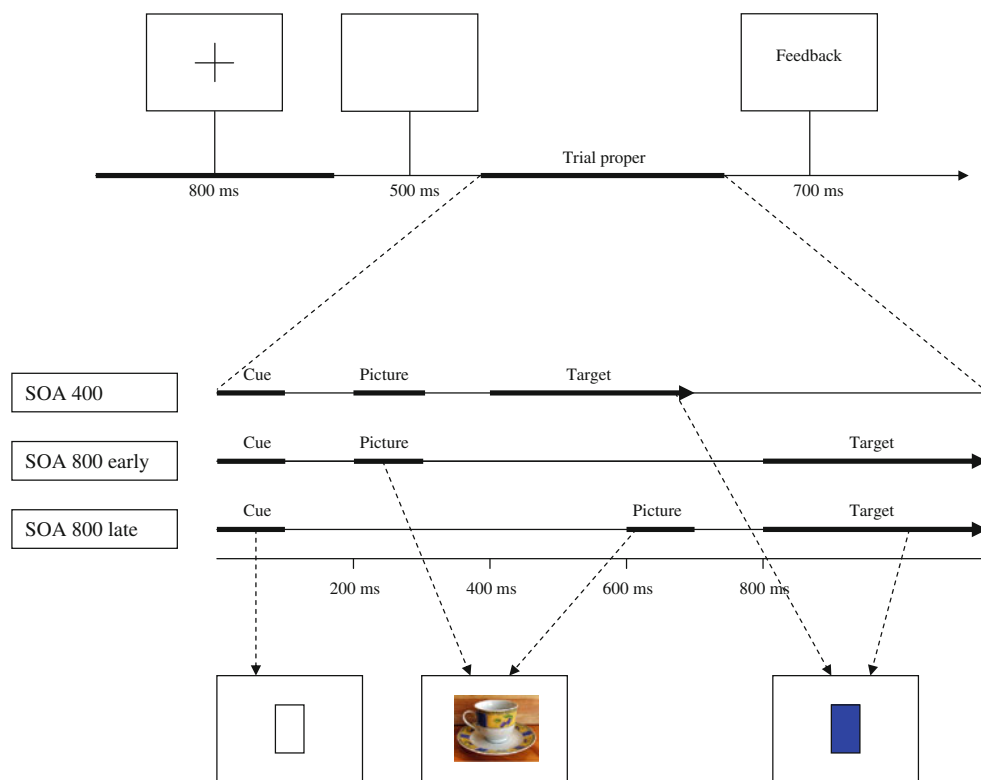 Feedback
Trial proper
800 ms
500 ms
700 ms
SOA 400
Cue
Picture
Target
SOA 800 early
Cue
Picture
Target
SOA 800 late
Cue
Picture
Target
200 ms
400 ms
600 ms
800 ms